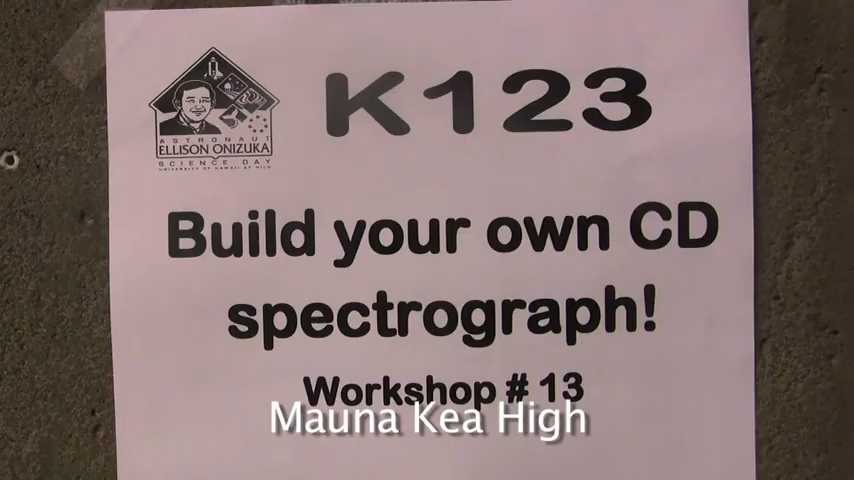 K123
ASTRONAUT
ELLISON ONIZUKA
SCIENCE DAY
UNIVERSITY OF HAWAII AT HILO
Build your own CD
spectrograph!
Workshop # 13
Mauna Kea High